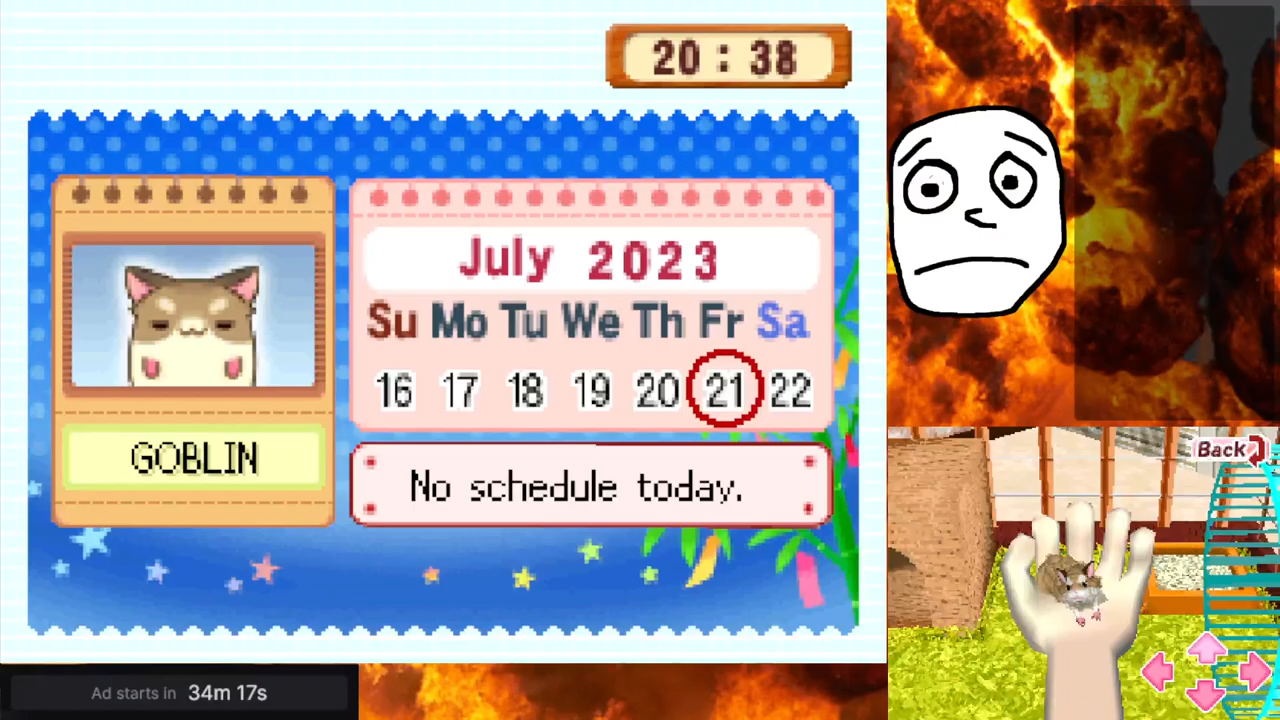 20 : 38
July 2023
Su Mo Tu We Th Fr Sa
16 17 18 19 20 21 22
GOBLIN
No schedule today.
Back
Ad starts in 34m 17s